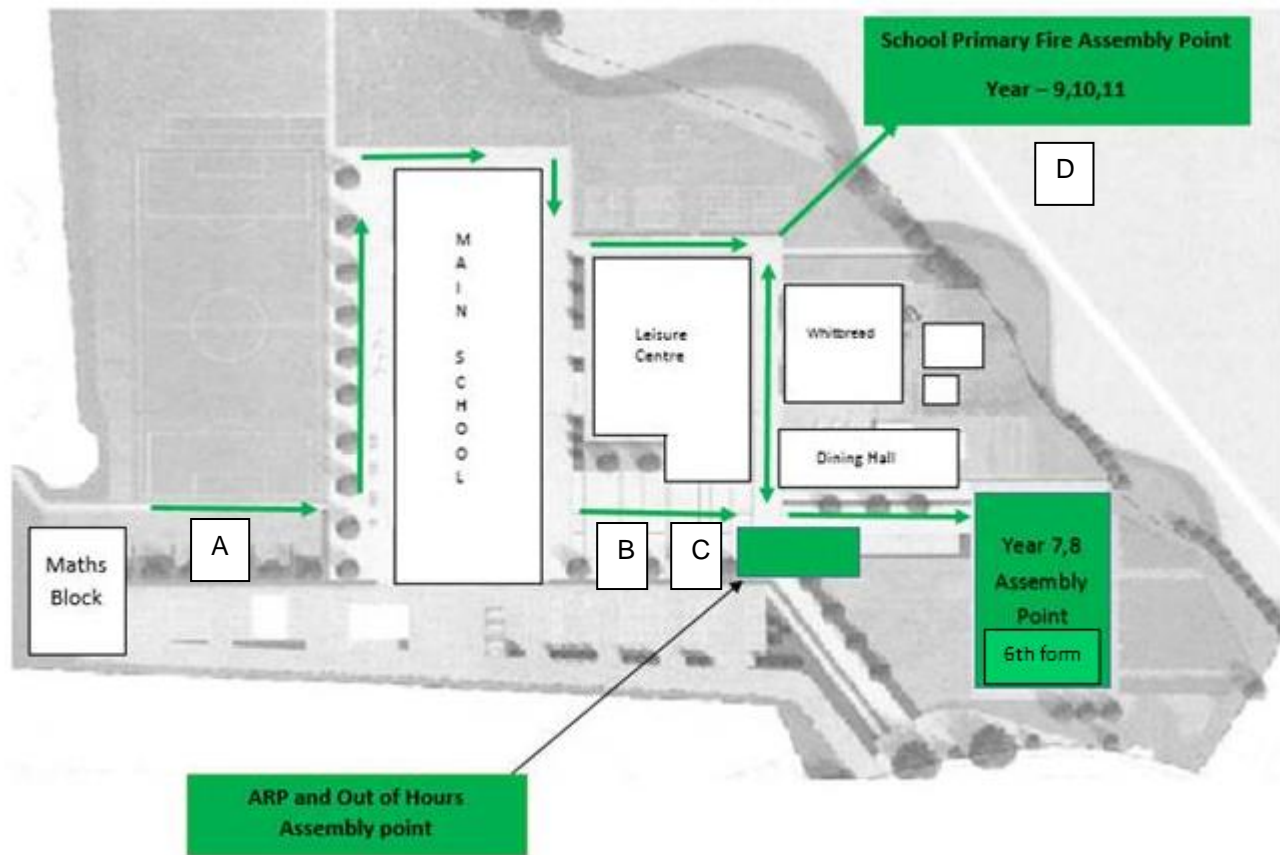 School Primary Fire Assembly Point
Year – 9,10,11
D
M
A
I
N
S
C
H
O
O
L
Leisure
Centre
Whitbread
Dining Hall
A
B
C
Maths
Block
Year 7,8
Assembly
Point
6th form
ARP and Out of Hours
Assembly point